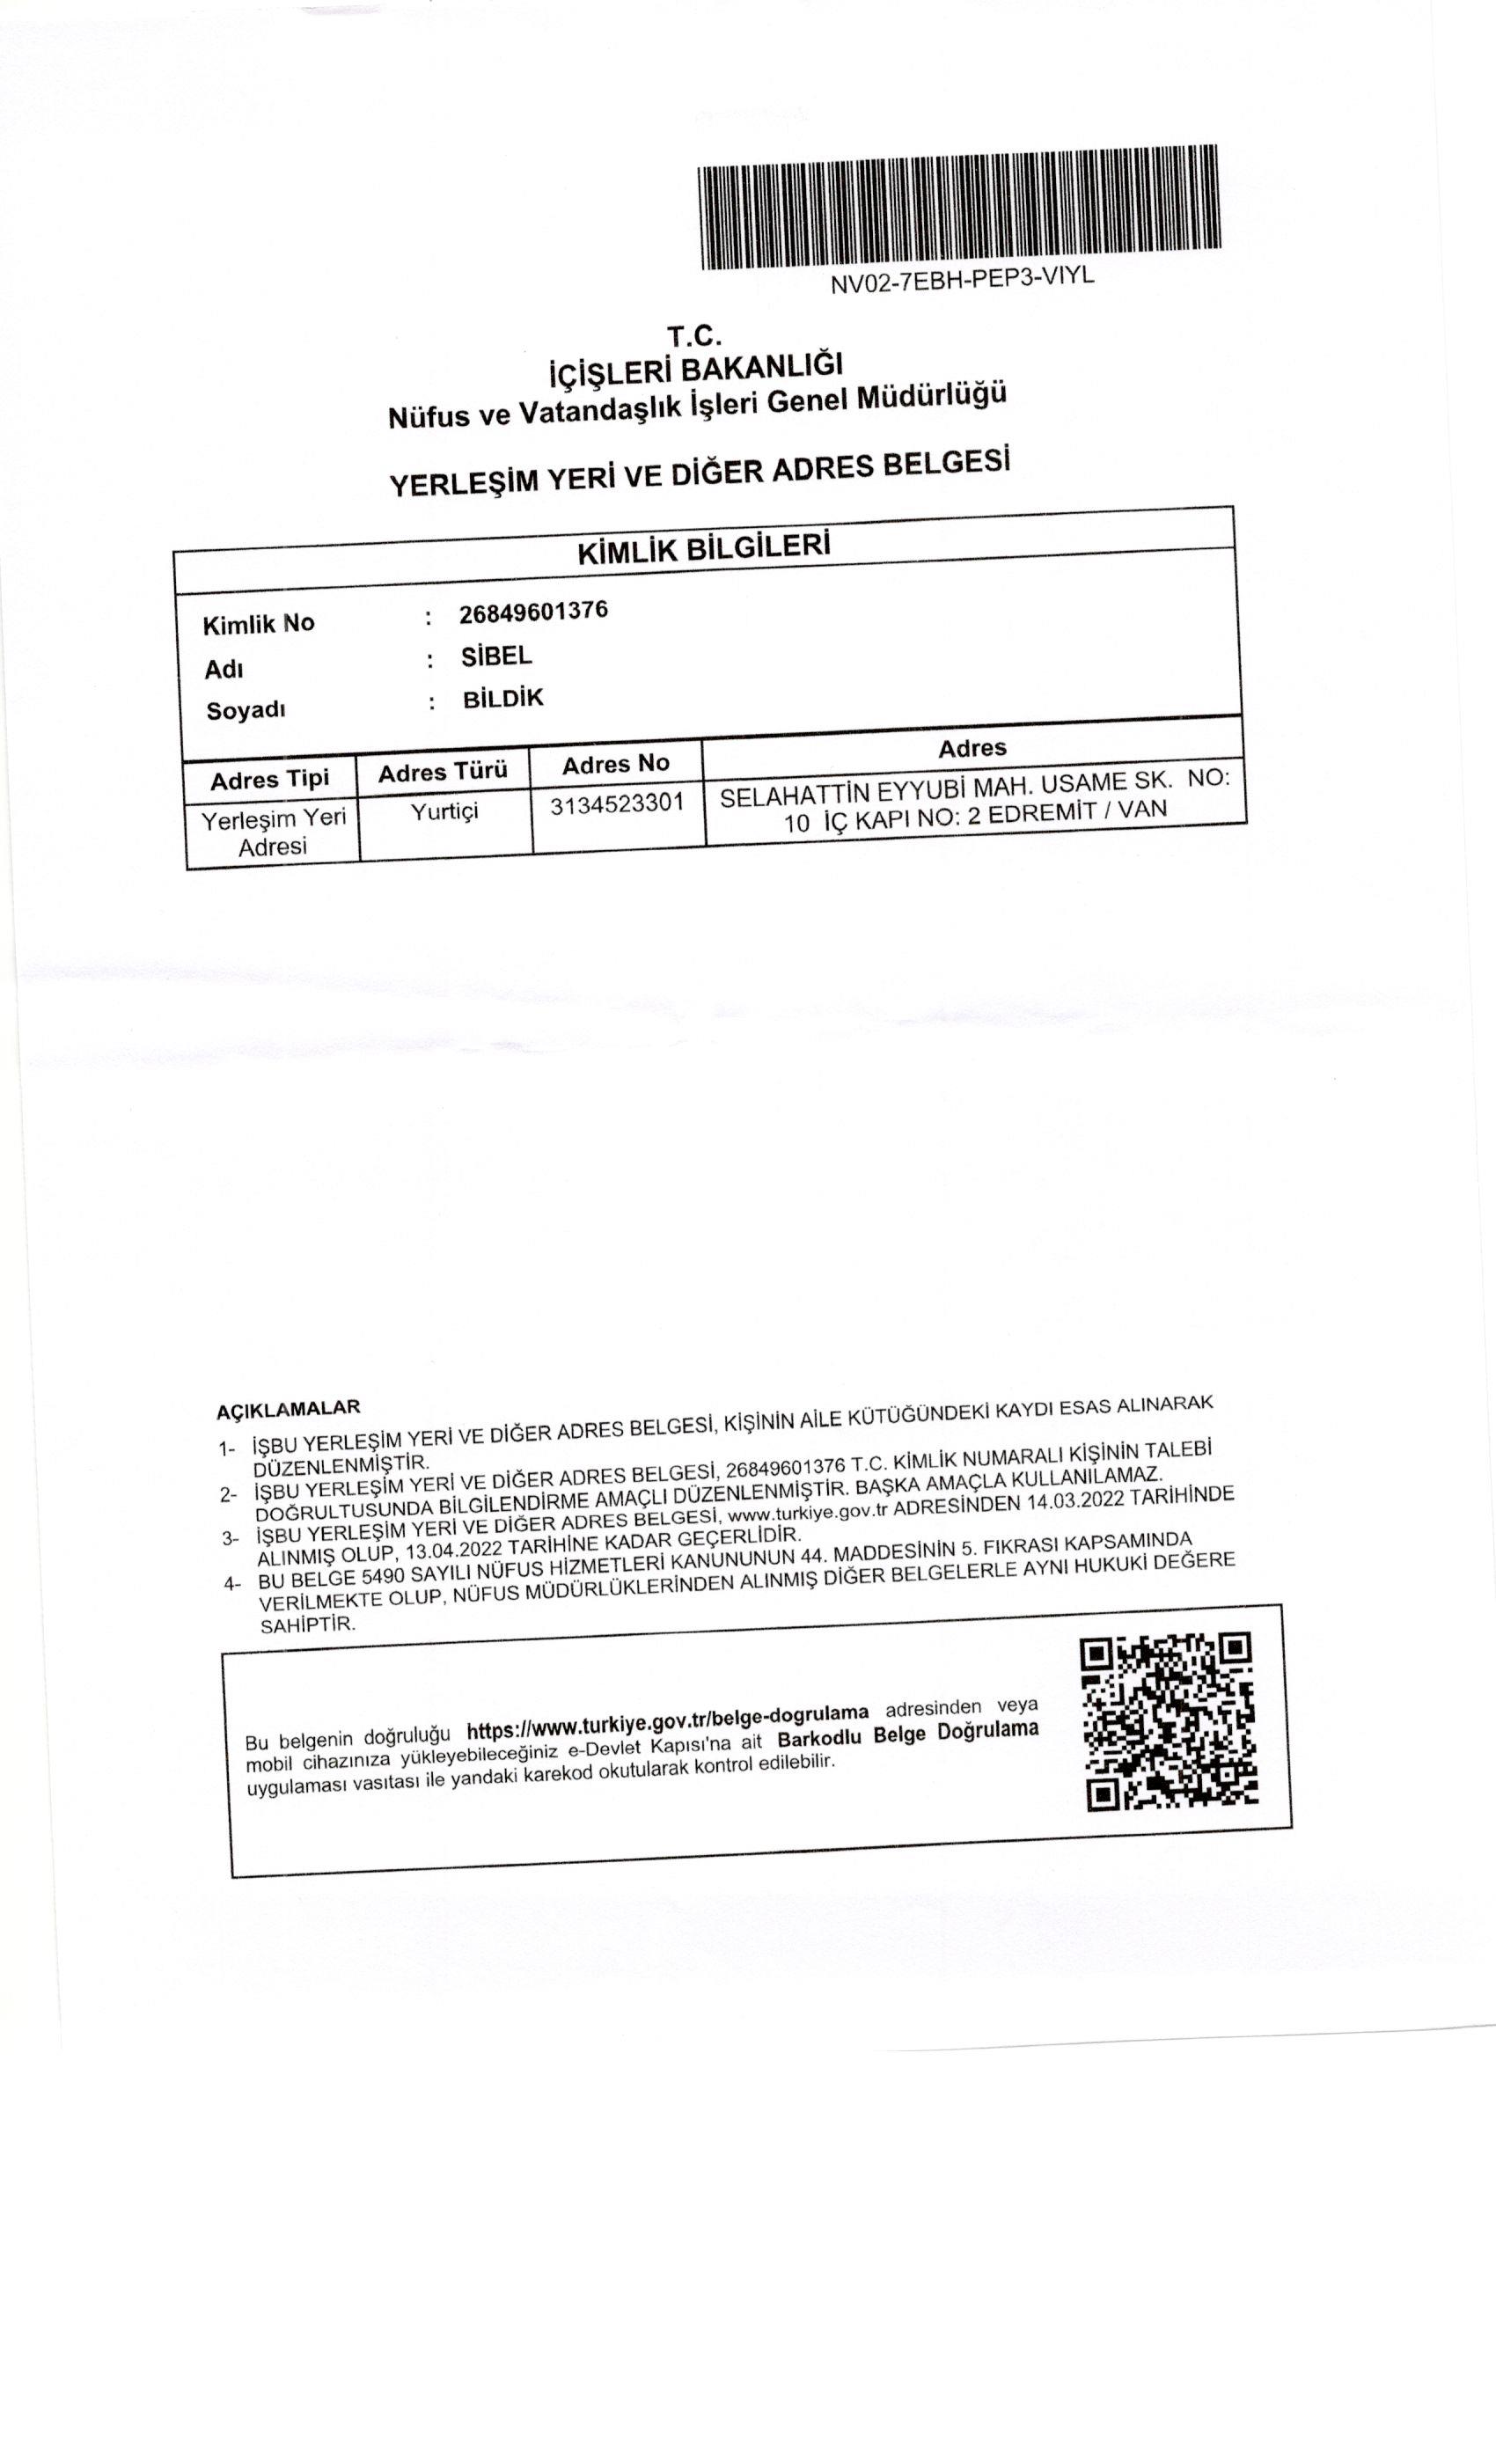 NV02-7EBH-PEP3-VIYL
T.C.
İÇİŞLERİ BAKANLIĞI
Nüfus ve Vatandaşlık İşleri Genel Müdürlüğü
YERLEŞİM YERİ VE DİĞER ADRES BELGESİ
KİMLİK BİLGİLERİ
Kimlik No : 26849601376
Adı : SİBEL
Soyadı : BİLDİK
Adres Tipi Adres Türü Adres No Adres
Yerleşim Yeri Adresi Yurtiçi 3134523301 SELAHATTİN EYYUBİ MAH. USAME SK. NO:
10 İÇ KAPI NO: 2 EDREMİT / VAN
AÇIKLAMALAR
1- İŞBU YERLEŞİM YERİ VE DİĞER ADRES BELGESİ, KİŞİNİN AİLE KÜTÜĞÜNDEKİ KAYDI ESAS ALINARAK
DÜZENLENMİŞTİR.
2- İŞBU YERLEŞİM YERİ VE DİĞER ADRES BELGESİ, 26849601376 T.C. KİMLİK NUMARALI KİŞİNİN TALEBİ
DOĞRULTUSUNDA BİLGİLENDİRME AMAÇLI DÜZENLENMİŞTİR. BAŞKA AMAÇLA KULLANILAMAZ.
3- İŞBU YERLEŞİM YERİ VE DİĞER ADRES BELGESİ, www.turkiye.gov.tr ADRESİNDEN 14.03.2022 TARİHİNDE
ALINMIŞ OLUP, 13.04.2022 TARİHİNE KADAR GEÇERLİDİR.
4- BU BELGE 5490 SAYILI NÜFUS HİZMETLERİ KANUNUNUN 44. MADDESİNİN 5. FIKRASI KAPSAMINDA
VERİLMEKTE OLUP, NÜFUS MÜDÜRLÜKLERİNDEN ALINMIŞ DİĞER BELGELERLE AYNI HUKUKİ DEĞERE
SAHİPTİR.
Bu belgenin doğruluğu https://www.turkiye.gov.tr/belge-dogrulama adresinden veya
mobil cihazınıza yükleyebileceğiniz e-Devlet Kapısı'na ait Barkodlu Belge Doğrulama
uygulaması vasıtası ile yandaki karekod okutularak kontrol edilebilir.